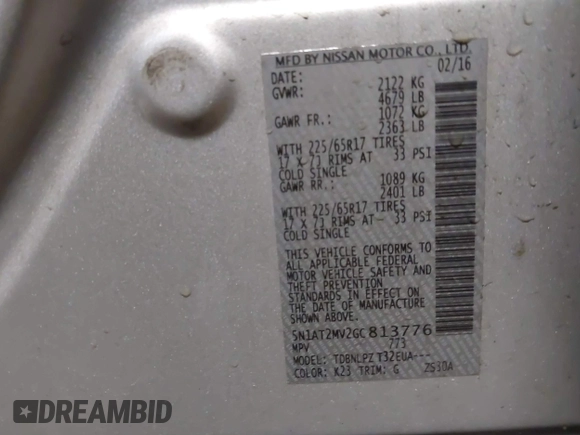 MFD BY NISSAN MOTOR CO., LTD.
DATE: 02/16
GVWR: 2122 KG
4679 LB
GAWR FR.: 1072 KG
2363 LB
WITH 225/65R17 TIRES
17 X 7J RIMS AT 33 PSI
COLD SINGLE
GAWR RR.: 1089 KG
2401 LB
WITH 225/65R17 TIRES
17 X 7J RIMS AT 33 PSI
COLD SINGLE
THIS VEHICLE CONFORMS TO
ALL APPLICABLE FEDERAL
MOTOR VEHICLE SAFETY AND
THEFT PREVENTION
STANDARDS IN EFFECT ON
THE DATE OF MANUFACTURE
SHOWN ABOVE.
5N1AT2MV2GC813776
MPV 773
MODEL: TDBNLPZ T32EUA---
COLOR: K23 TRIM: G
TDBIDFAX.COM